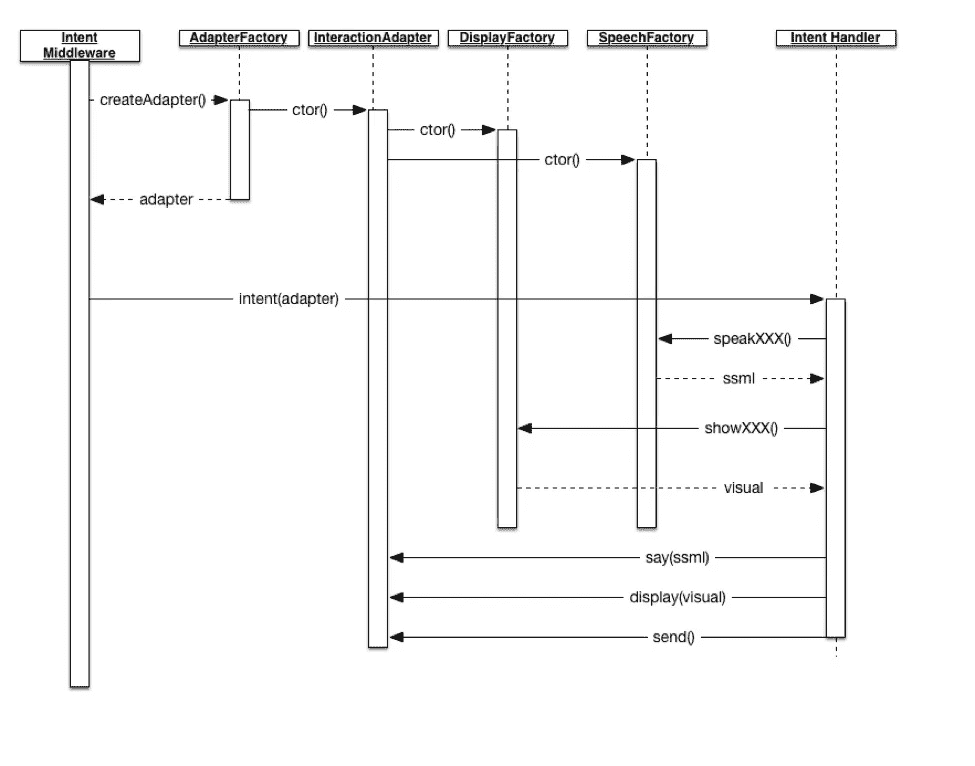 Intent
Middleware
AdapterFactory
InteractionAdapter
DisplayFactory
SpeechFactory
Intent Handler
createAdapter()
ctor()
ctor()
ctor()
adapter
intent(adapter)
speakXXX()
ssml
showXXX()
visual
say(ssml)
display(visual)
send()